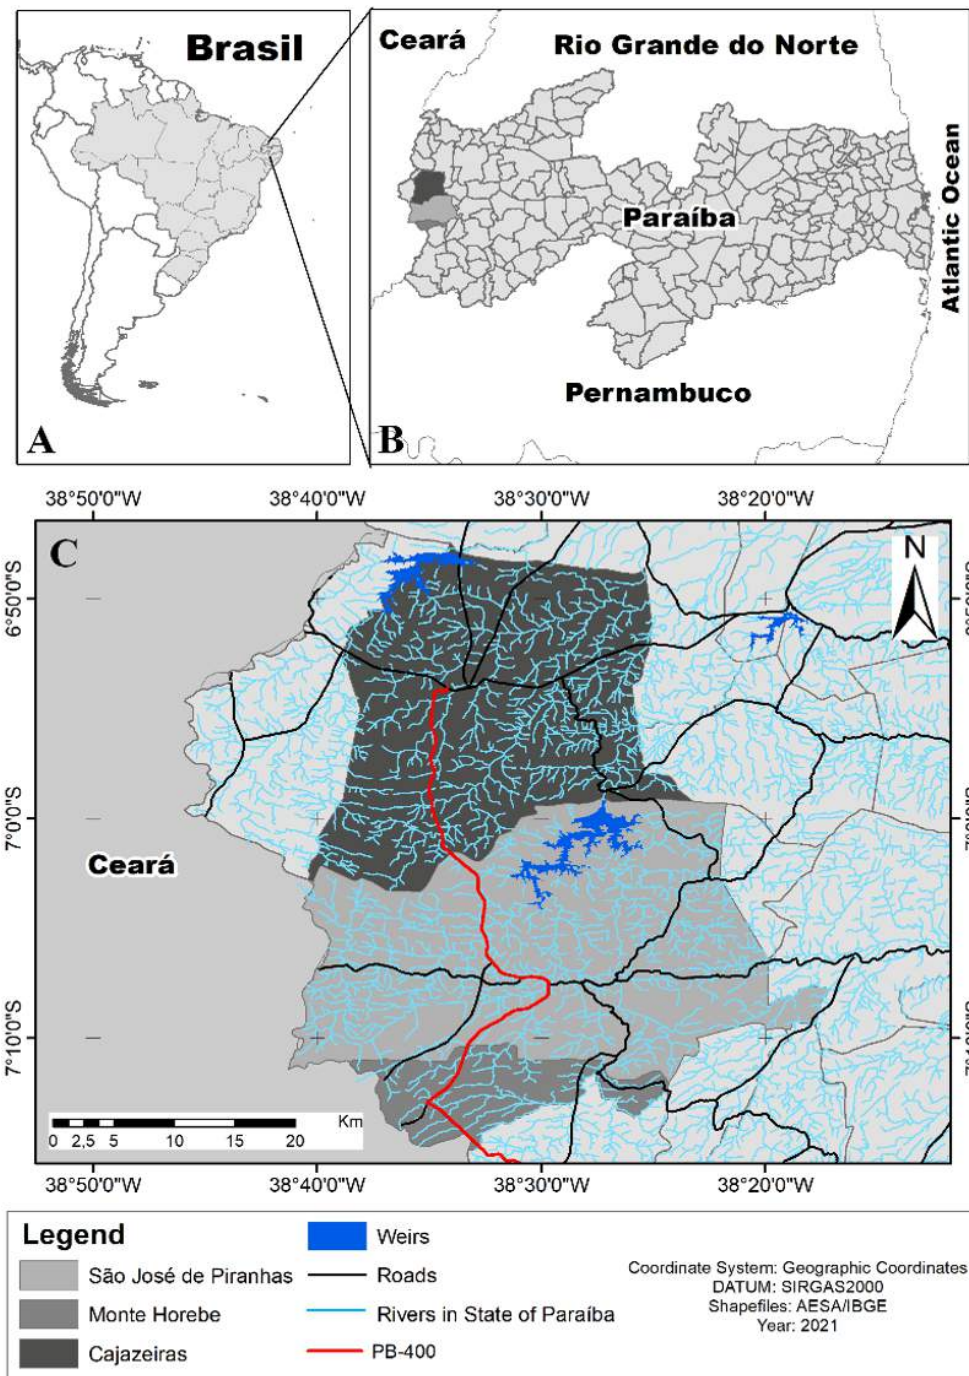 Brasil
A
Ceará
Rio Grande do Norte
Paraíba
Atlantic Ocean
Pernambuco
B
38°50'0"W 38°40'0"W 38°30'0"W 38°20'0"W
C
N
6°50'0"S
7°0'0"S
Ceará
7°10'0"S
Km
0 2,5 5 10 15 20
38°50'0"W 38°40'0"W 38°30'0"W 38°20'0"W
Legend
São José de Piranhas
Monte Horebe
Cajazeiras
Weirs
Roads
Rivers in State of Paraíba
PB-400
Coordinate System: Geographic Coordinates
DATUM: SIRGAS2000
Shapefiles: AESA/IBGE
Year: 2021